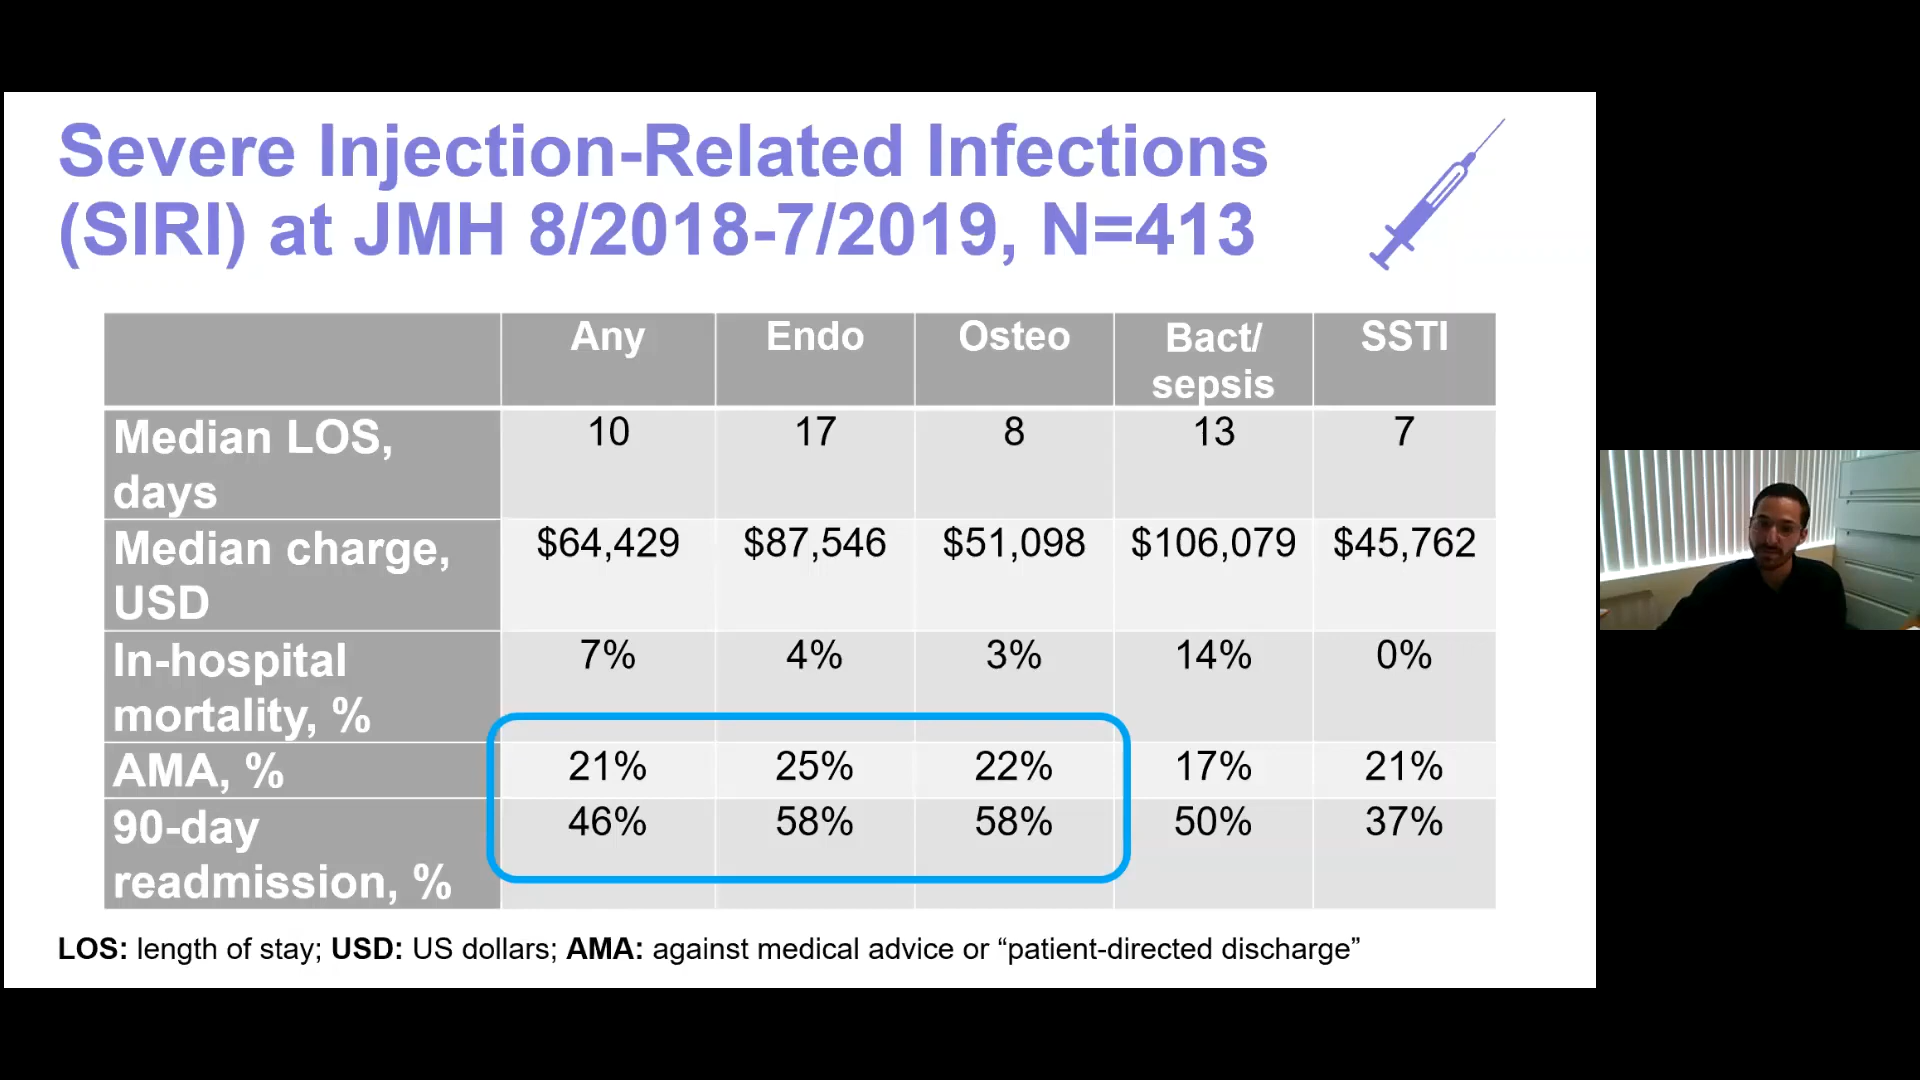 Severe Injection-Related Infections
(SIRI) at JMH 8/2018-7/2019, N=413
Any Endo Osteo Bact/ SSTI
sepsis
Median LOS, 10 17 8 13 7
days
Median charge, $64,429 $87,546 $51,098 $106,079 $45,762
USD
In-hospital 7% 4% 3% 14% 0%
mortality, %
AMA, % 21% 25% 22% 17% 21%
90-day 46% 58% 58% 50% 37%
readmission, %
LOS: length of stay; USD: US dollars; AMA: against medical advice or “patient-directed discharge”